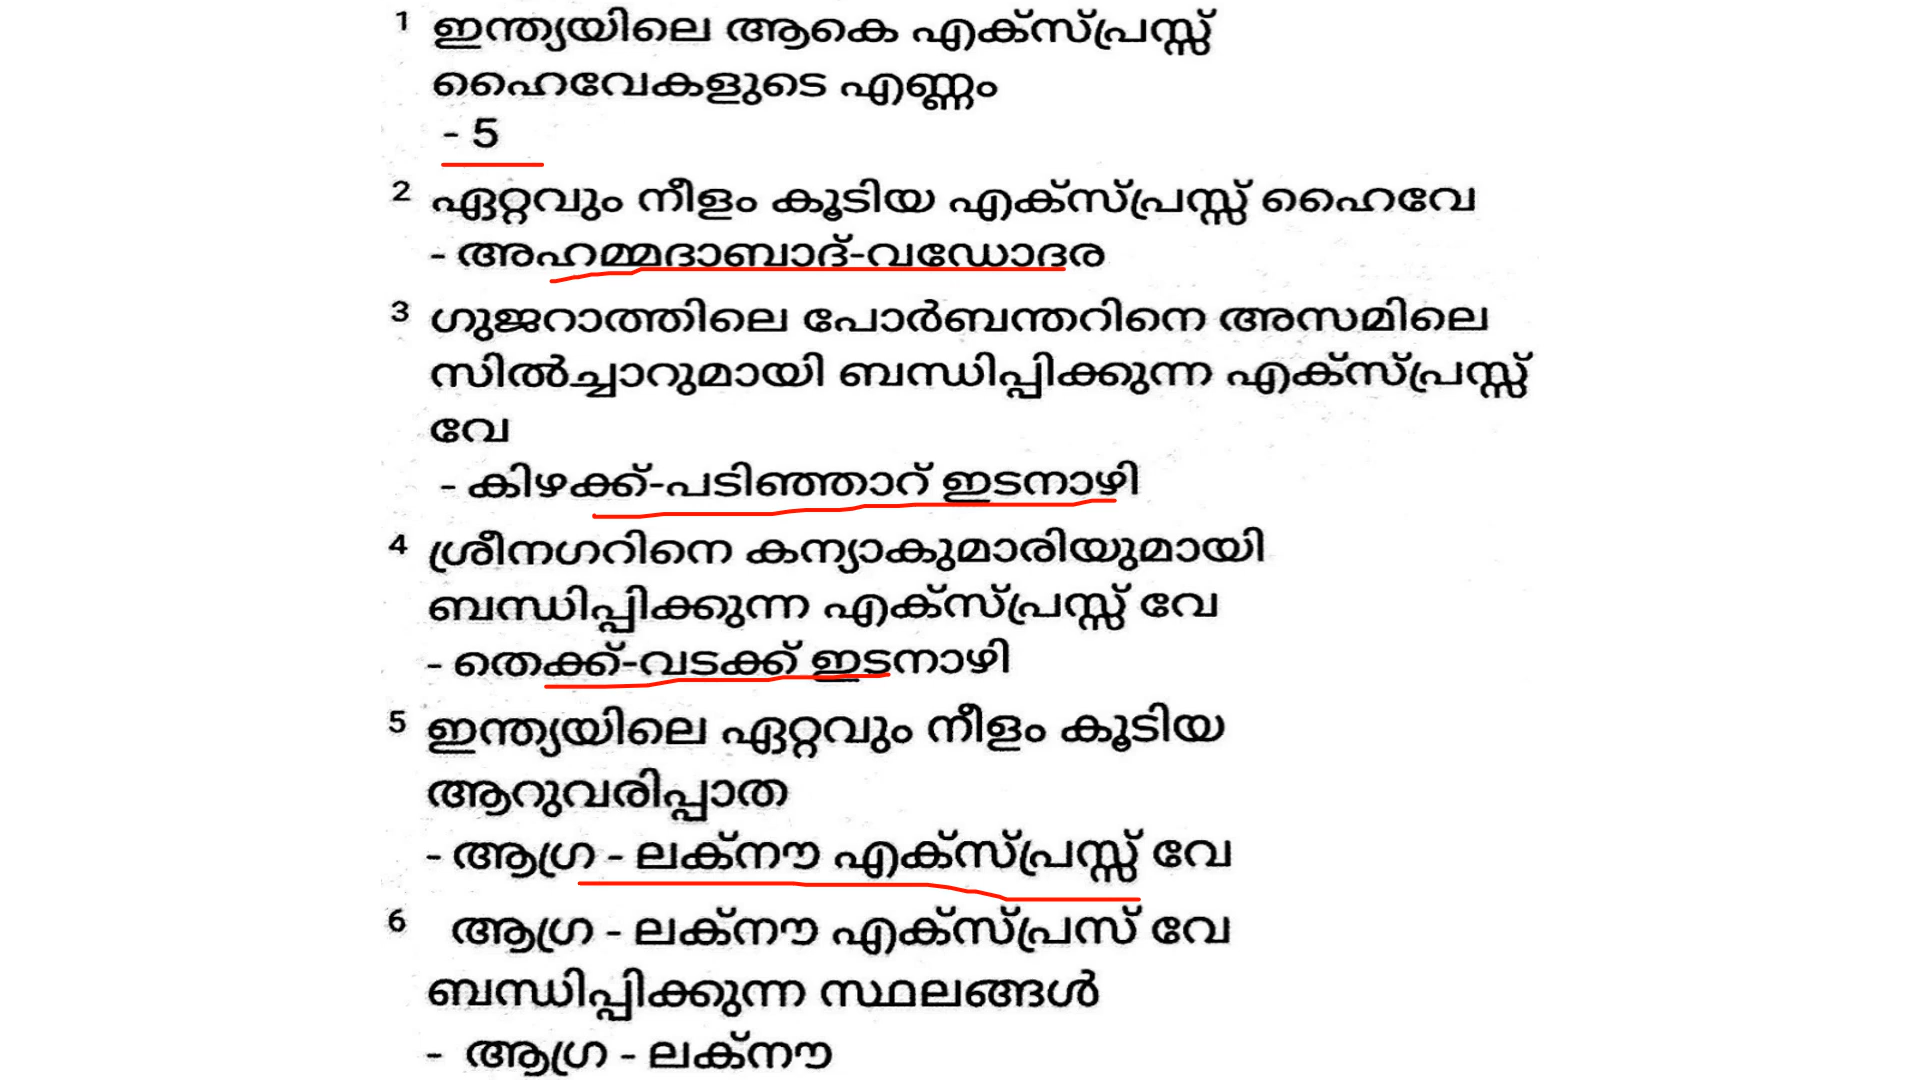 1 ഇന്ത്യയിലെ ആകെ എക്സ്പ്രസ്സ്
ഹൈവേകളുടെ എണ്ണം
- 5
2 ഏറ്റവും നീളം കൂടിയ എക്സ്പ്രസ്സ് ഹൈവേ
- അഹമ്മദാബാദ്-വഡോദര
3 ഗുജറാത്തിലെ പോർബന്തറിനെ അസമിലെ
സിൽച്ചാറുമായി ബന്ധിപ്പിക്കുന്ന എക്സ്പ്രസ്സ്
വേ
- കിഴക്ക്-പടിഞ്ഞാറ് ഇടനാഴി
4 ശ്രീനഗറിനെ കന്യാകുമാരിയുമായി
ബന്ധിപ്പിക്കുന്ന എക്സ്പ്രസ്സ് വേ
- തെക്ക്-വടക്ക് ഇടനാഴി
5 ഇന്ത്യയിലെ ഏറ്റവും നീളം കൂടിയ
ആറുവരിപ്പാത
- ആഗ്ര - ലക്നൗ എക്സ്പ്രസ്സ് വേ
6 ആഗ്ര - ലക്നൗ എക്സ്പ്രസ് വേ
ബന്ധിപ്പിക്കുന്ന സ്ഥലങ്ങൾ
- ആഗ്ര - ലക്നൗ